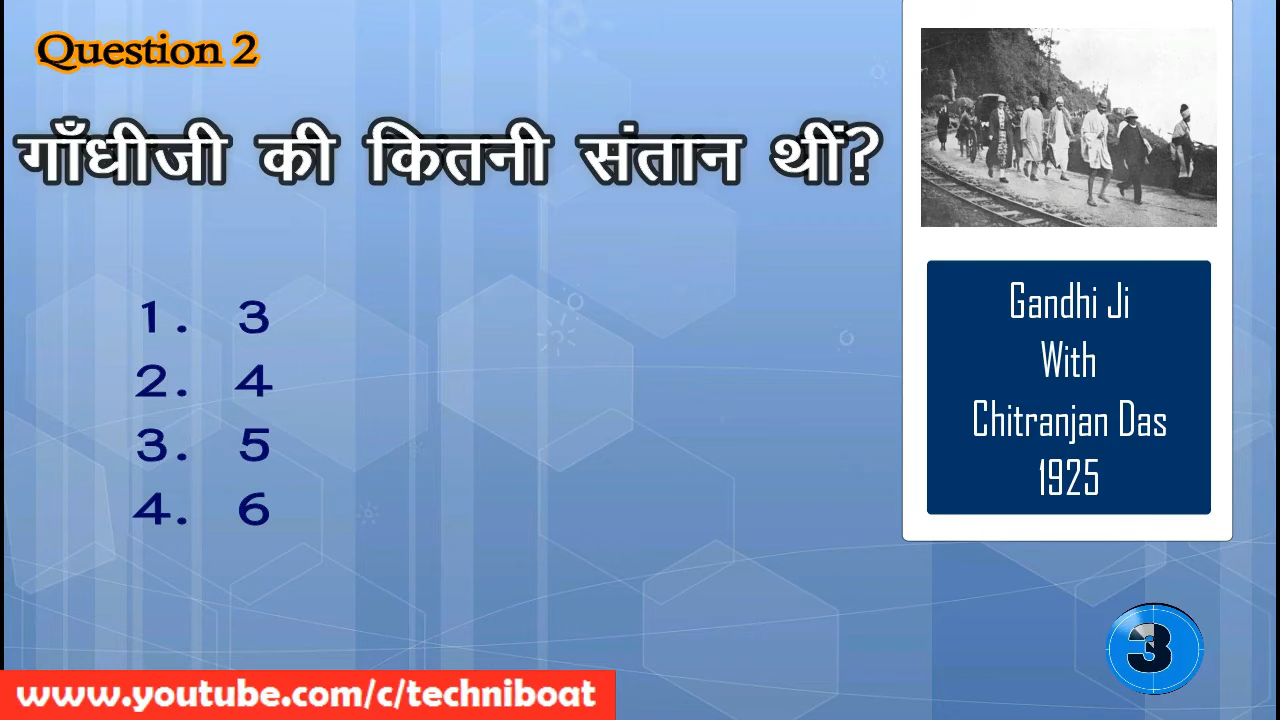 Question 2
गाँधीजी की कितनी संतान थीं?
1. 3
2. 4
3. 5
4. 6
Gandhi Ji
With
Chitranjan Das
1925
3
www.youtube.com/c/techniboat